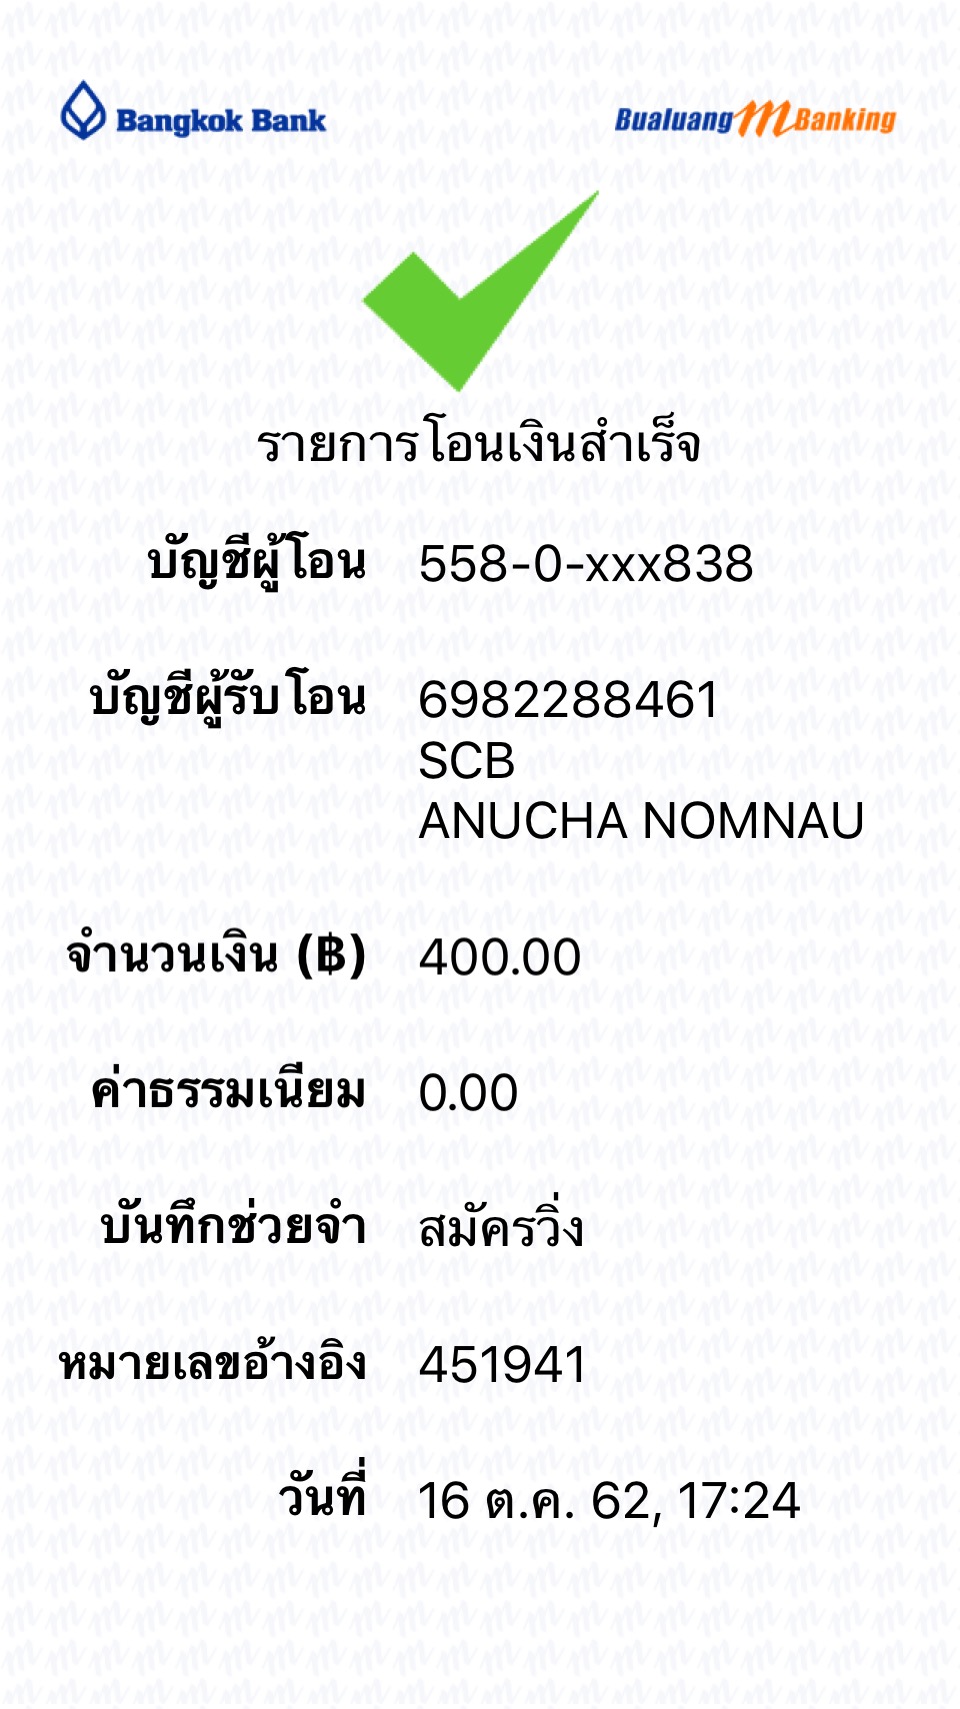 Bangkok Bank
Bualuang m Banking
รายการโอนเงินสำเร็จ
บัญชีผู้โอน 558-0-xxx838
บัญชีผู้รับโอน 6982288461
SCB
ANUCHA NOMNAU
จำนวนเงิน (฿) 400.00
ค่าธรรมเนียม 0.00
บันทึกช่วยจำ สมัครวิ่ง
หมายเลขอ้างอิง 451941
วันที่ 16 ต.ค. 62, 17:24